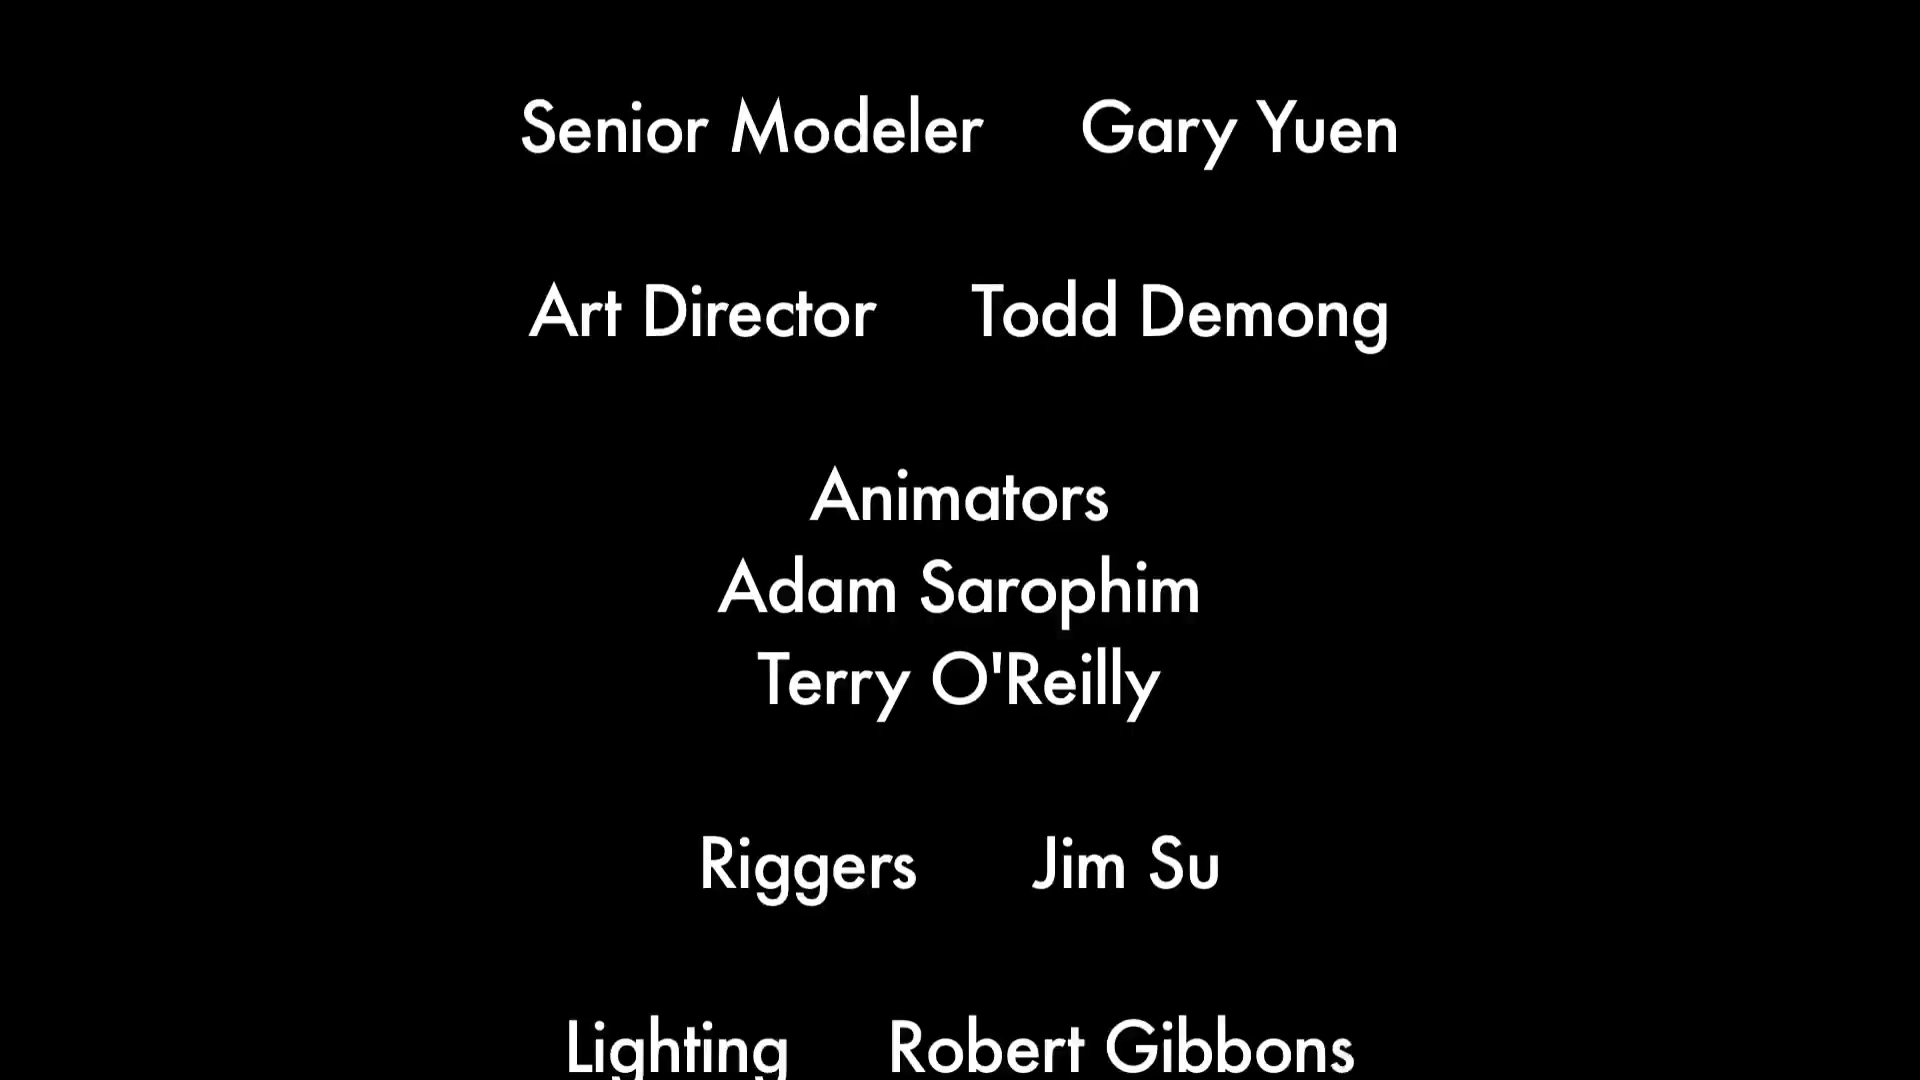 Senior Modeler Gary Yuen
Art Director Todd Demong
Animators
Adam Sarophim
Terry O'Reilly
Riggers Jim Su
Lighting Robert Gibbons